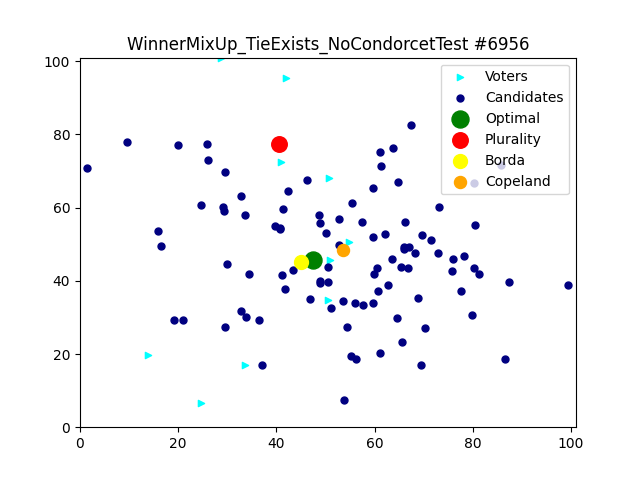 WinnerMixUp_TieExists_NoCondorcetTest #6956
100
80
60
40
20
0
0 20 40 60 80 100
Voters
Candidates
Optimal
Plurality
Borda
Copeland